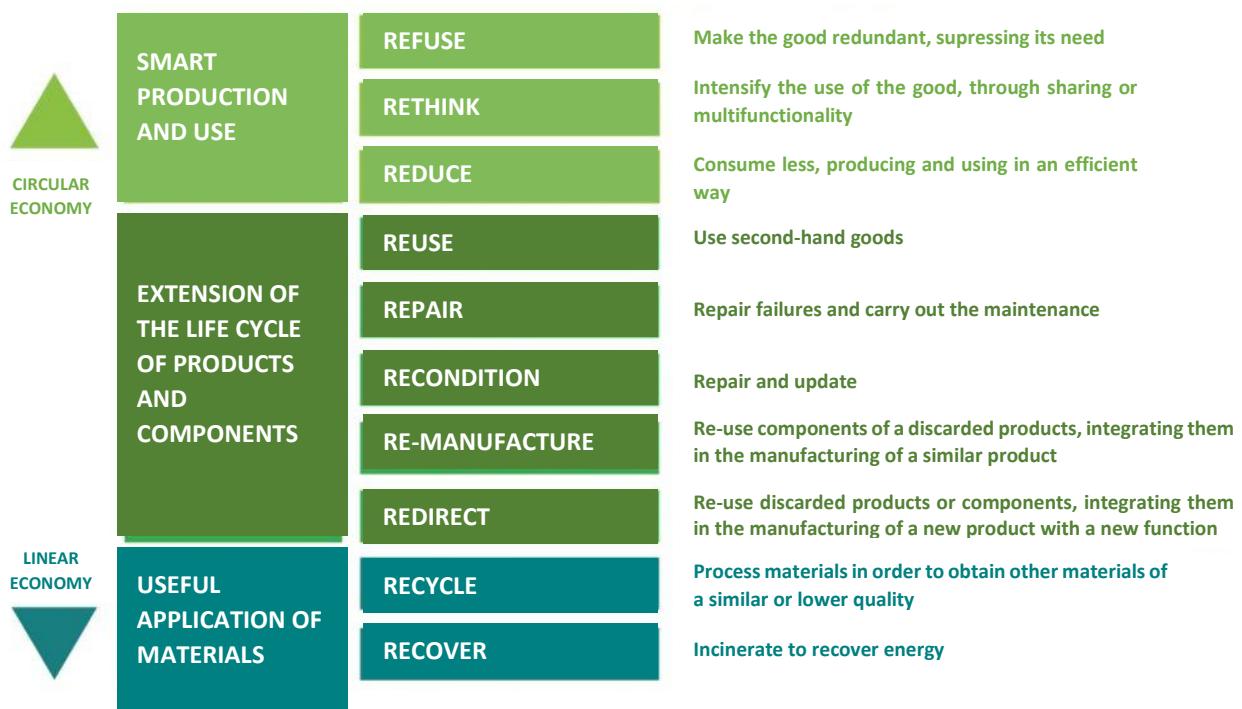 SMART
PRODUCTION
AND USE
REFUSE
Make the good redundant, supressing its need
RETHINK
Intensify the use of the good, through sharing or
multifunctionality
REDUCE
Consume less, producing and using in an efficient
way
CIRCULAR
ECONOMY
EXTENSION OF
THE LIFE CYCLE
OF PRODUCTS
AND
COMPONENTS
REUSE
Use second-hand goods
REPAIR
Repair failures and carry out the maintenance
RECONDITION
Repair and update
RE-MANUFACTURE
Re-use components of a discarded products, integrating them
in the manufacturing of a similar product
REDIRECT
Re-use discarded products or components, integrating them
in the manufacturing of a new product with a new function
LINEAR
ECONOMY
USEFUL
APPLICATION OF
MATERIALS
RECYCLE
Process materials in order to obtain other materials of
a similar or lower quality
RECOVER
Incinerate to recover energy